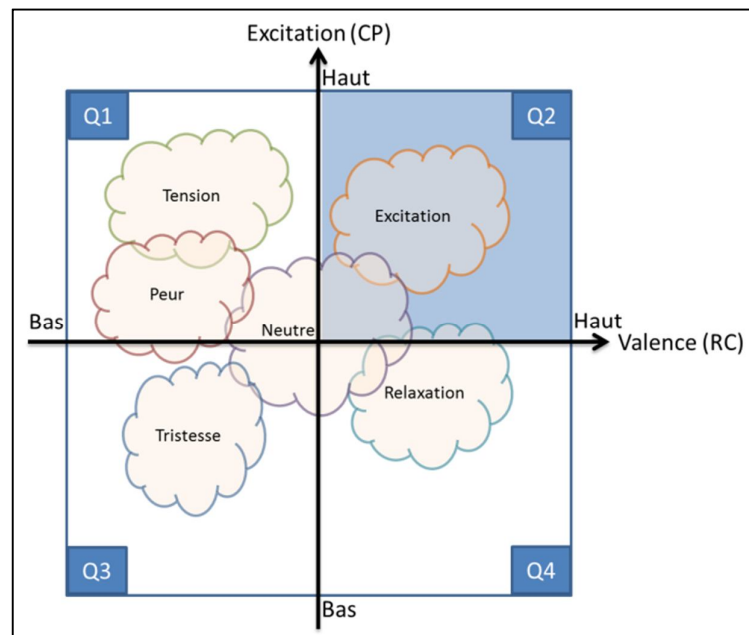 Excitation (CP)
Haut
Q1
Q2
Tension
Excitation
Peur
Bas
Neutre
Haut
Valence (RC)
Relaxation
Tristesse
Q3
Q4
Bas